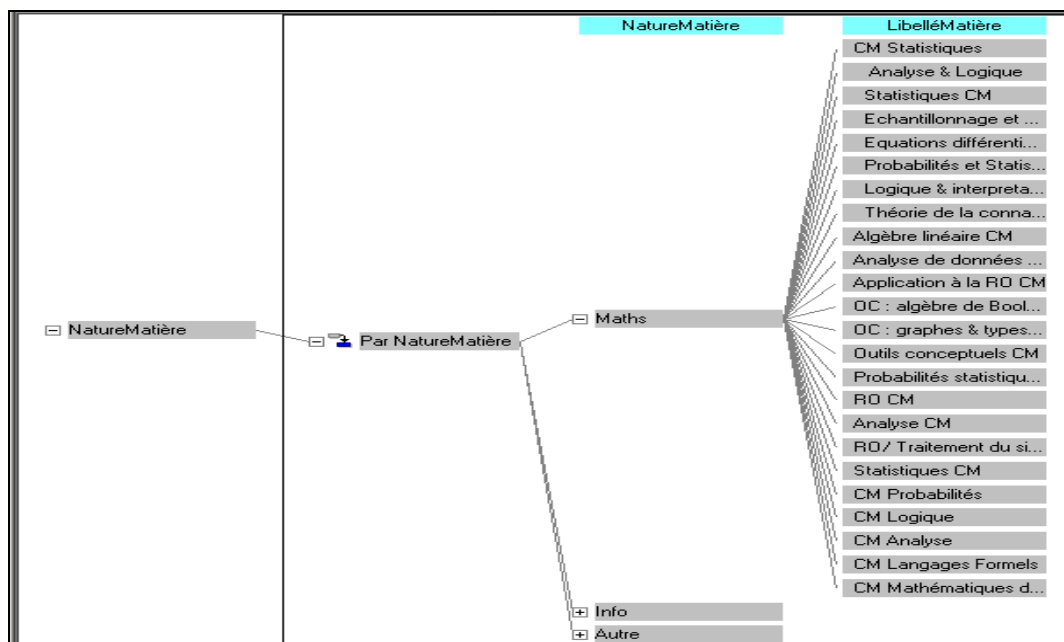 NatureMatière LibelléMatière
CM Statistiques
Analyse & Logique
Statistiques CM
Echantillonnage et ...
Equations différenti...
Probabilités et Statis...
Logique & interpreta...
Théorie de la conna...
Algèbre linéaire CM
Analyse de données ...
Application à la RO CM
OC : algèbre de Bool...
NatureMatière
Par NatureMatière
Maths
OC : graphes & types...
Outils conceptuels CM
Probabilités statistiqu...
RO CM
Analyse CM
RO/ Traitement du si...
Statistiques CM
CM Probabilités
CM Logique
CM Analyse
CM Langages Formels
CM Mathématiques d...
Info
Autre